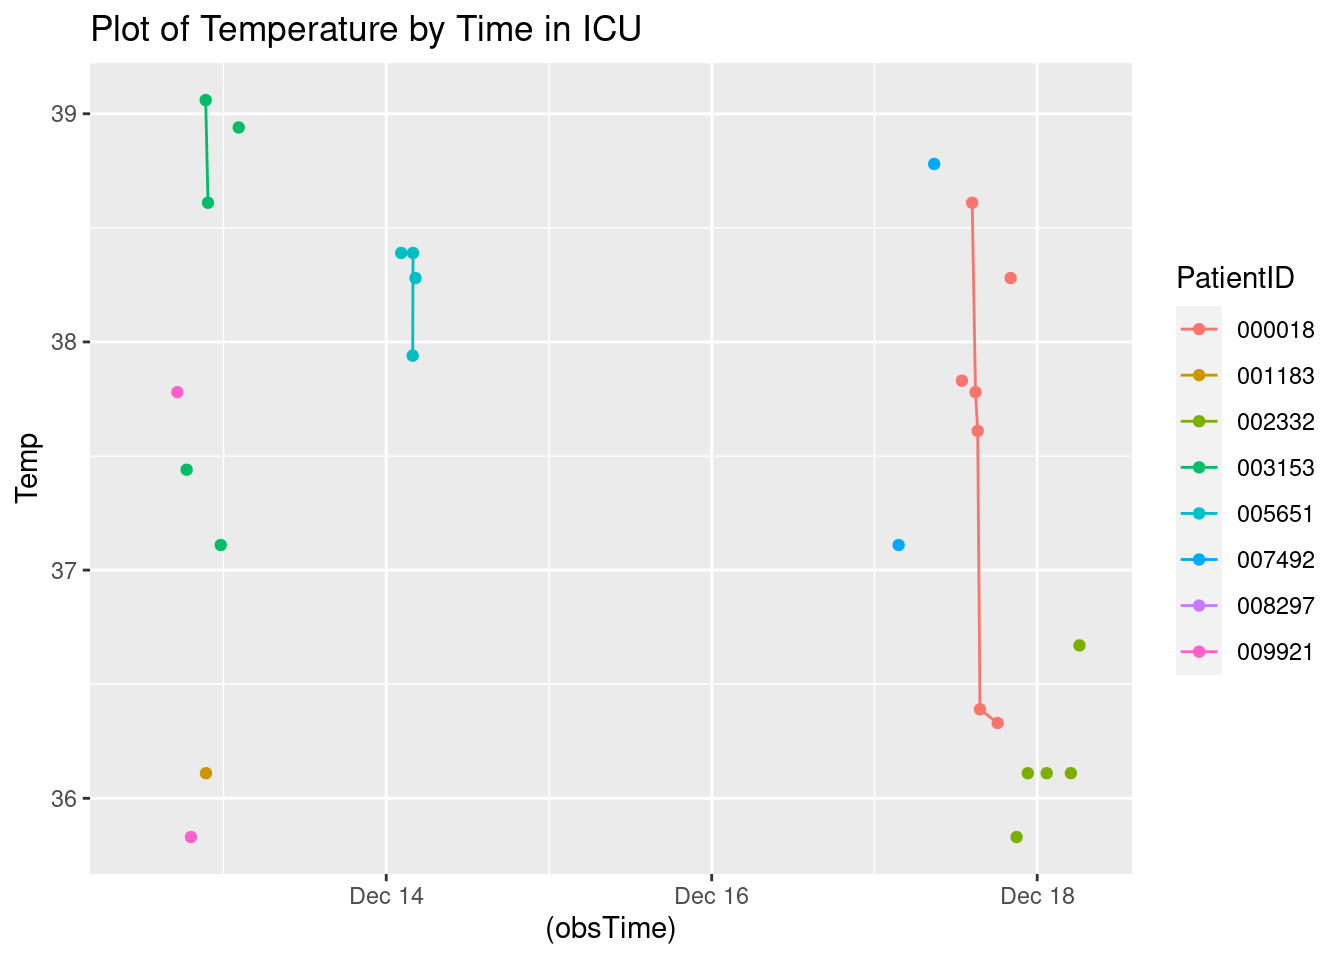 Plot of Temperature by Time in ICU
39
38
37
36
Temp
Dec 14
Dec 16
Dec 18
(obsTime)
PatientID
000018
001183
002332
003153
005651
007492
008297
009921